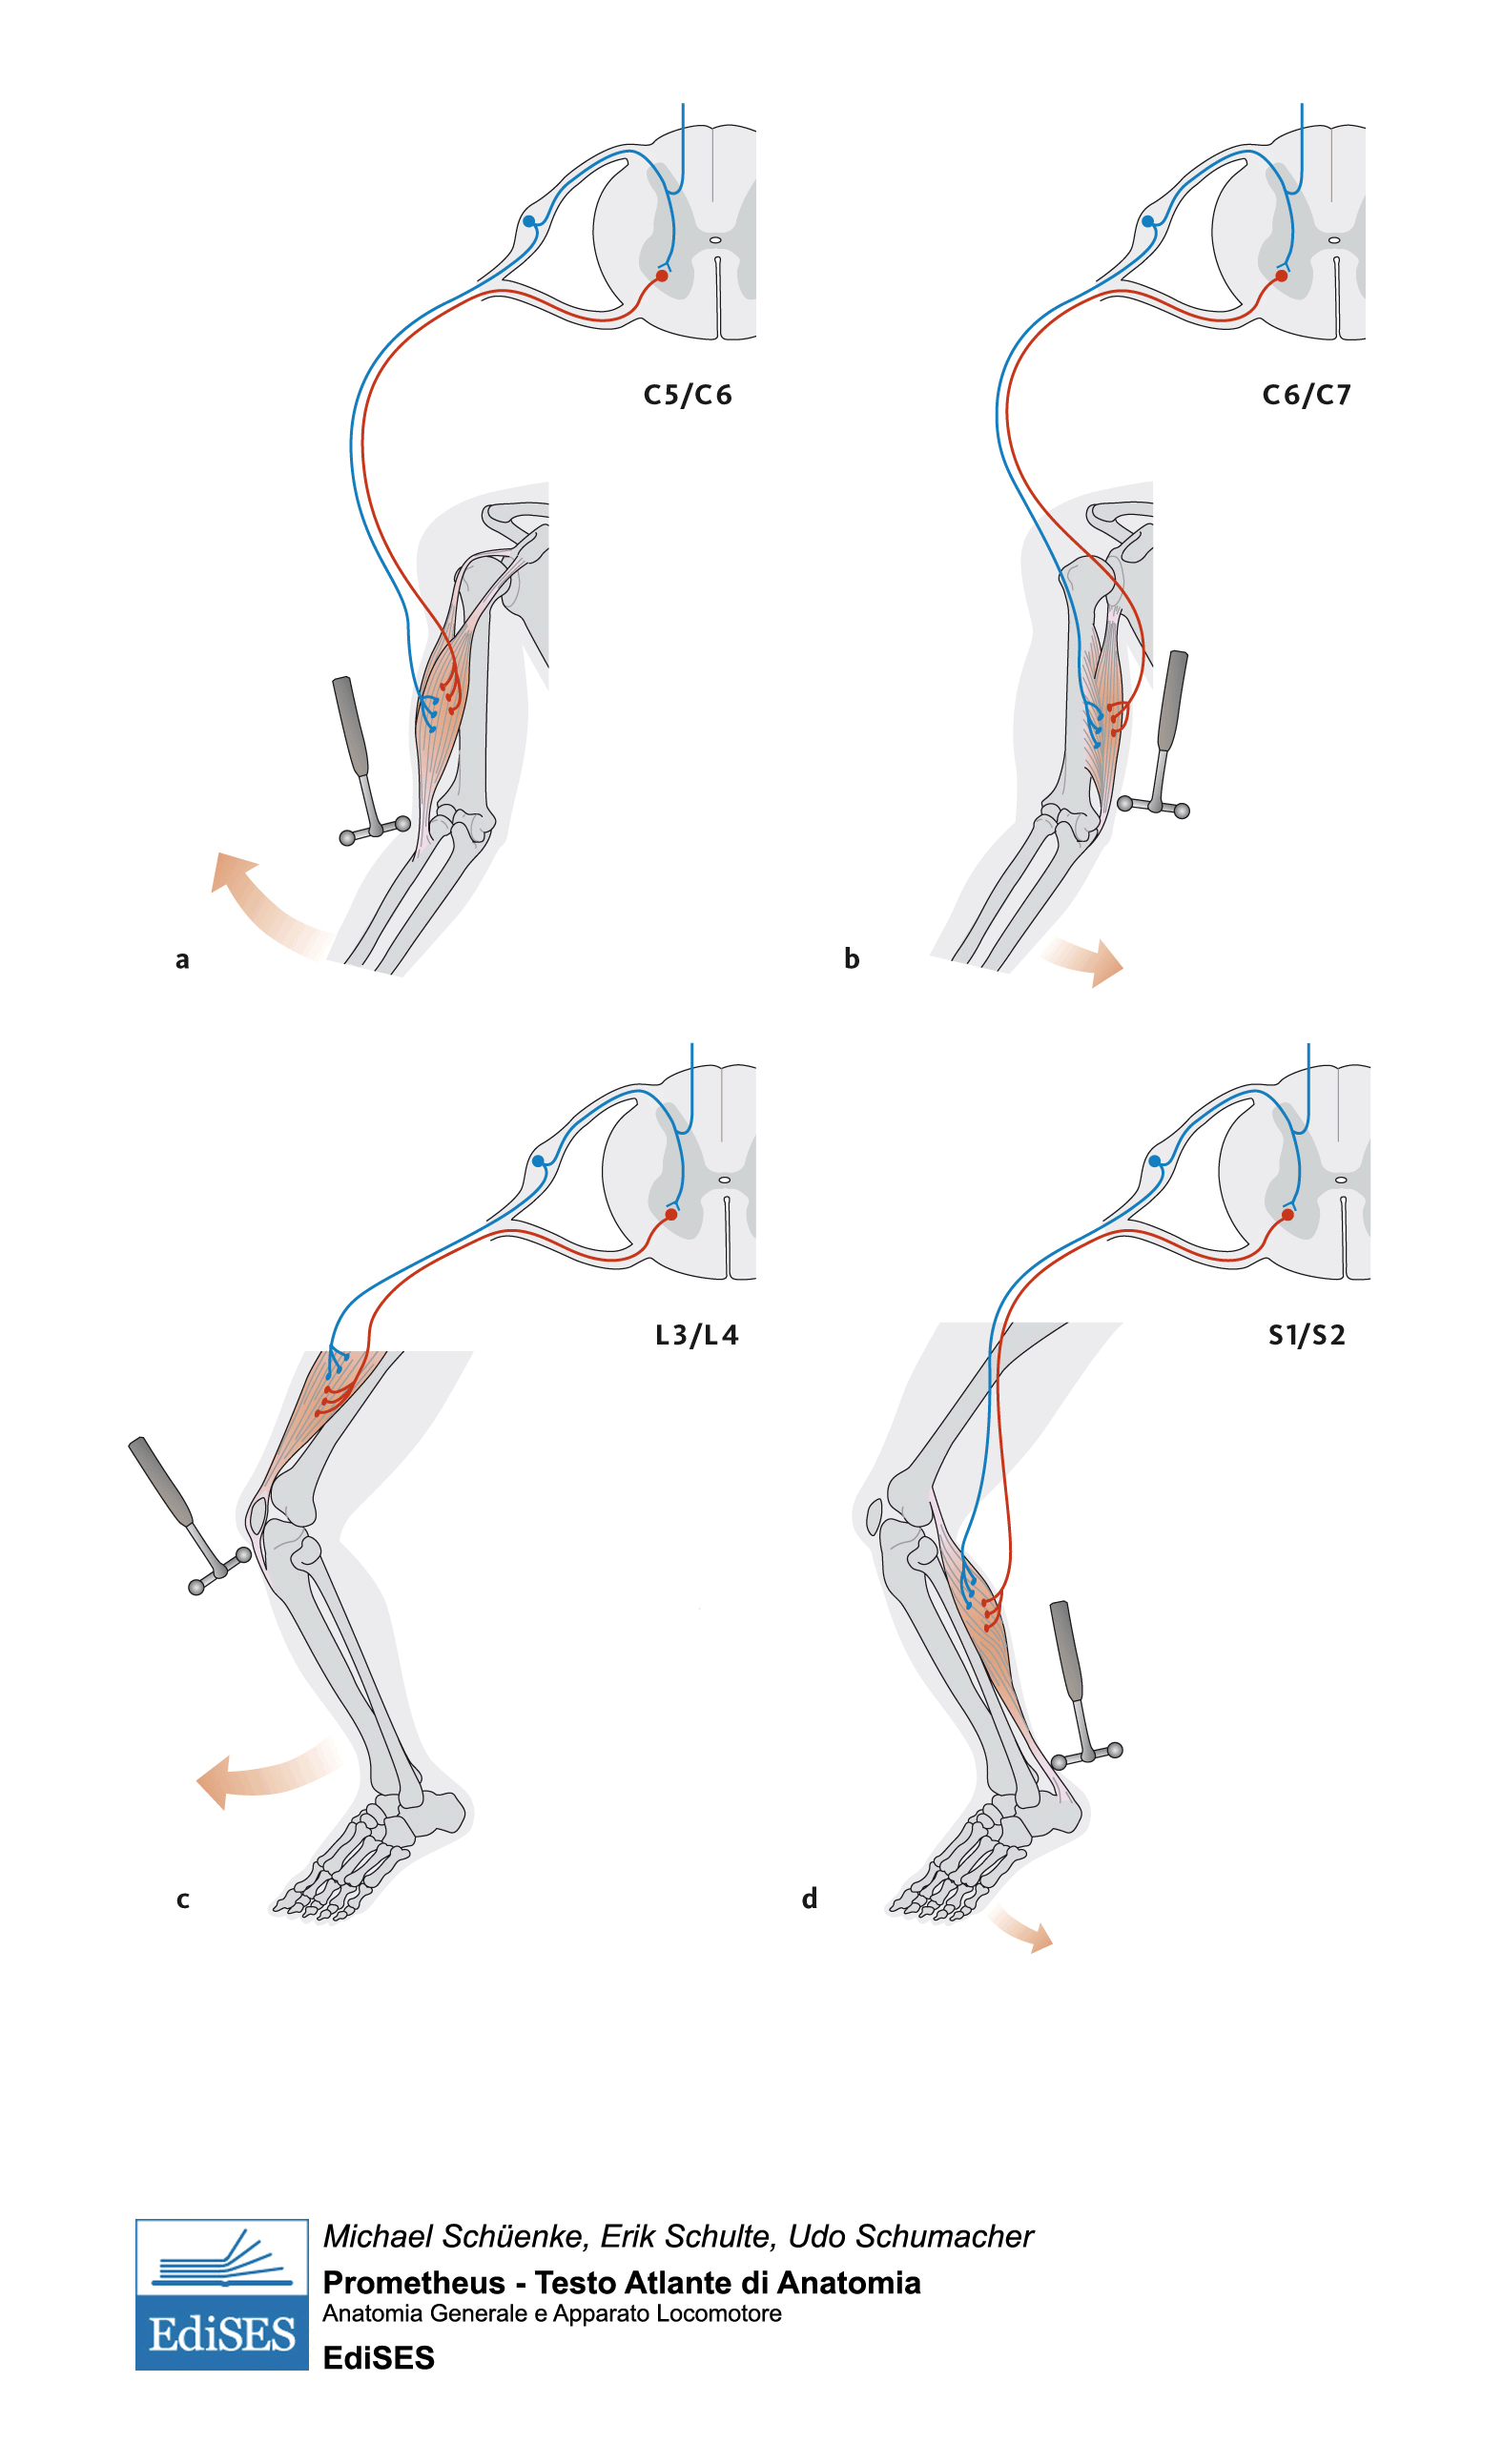 C5/C6
C6/C7
a
b
L3/L4
S1/S2
c
d
Michael Schüenke, Erik Schulte, Udo Schumacher
Prometheus - Testo Atlante di Anatomia
Anatomia Generale e Apparato Locomotore
EdiSES
EdiSES